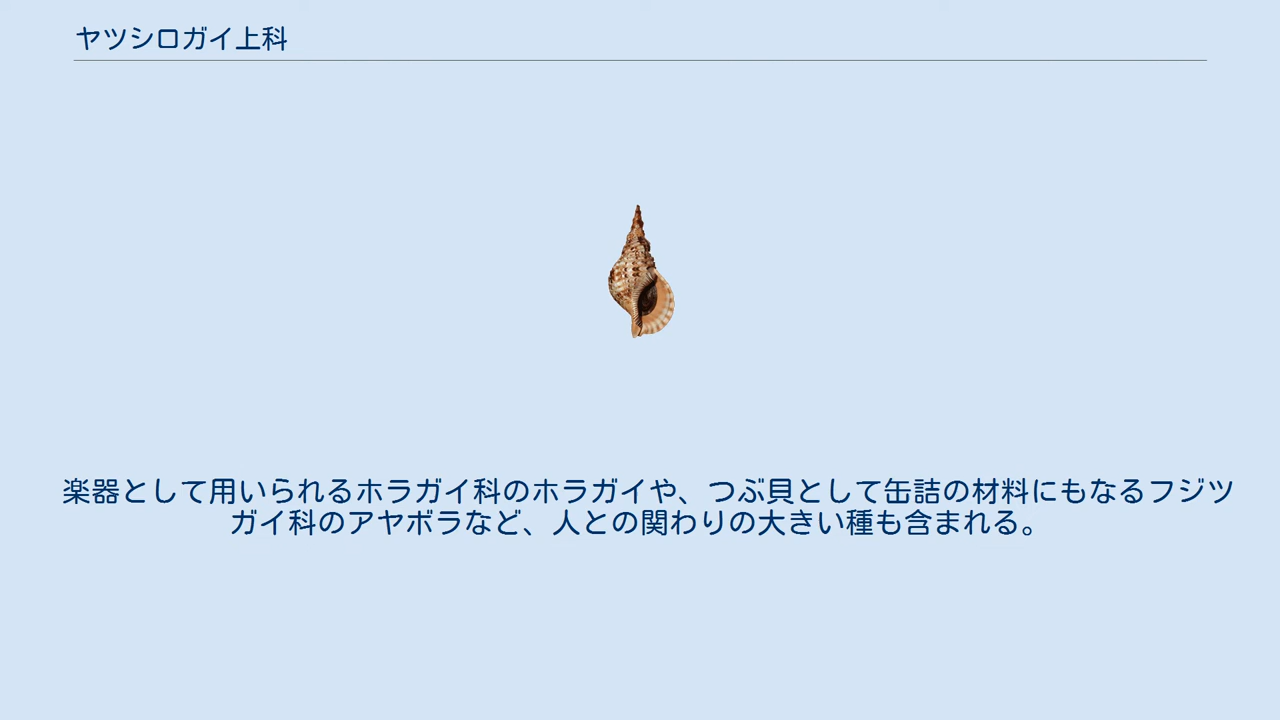 ヤツシロガイ上科
楽器として用いられるホラガイ科のホラガイや、つぶ貝として缶詰の材料にもなるフジツ
ガイ科のアヤボラなど、人との関わりの大きい種も含まれる。